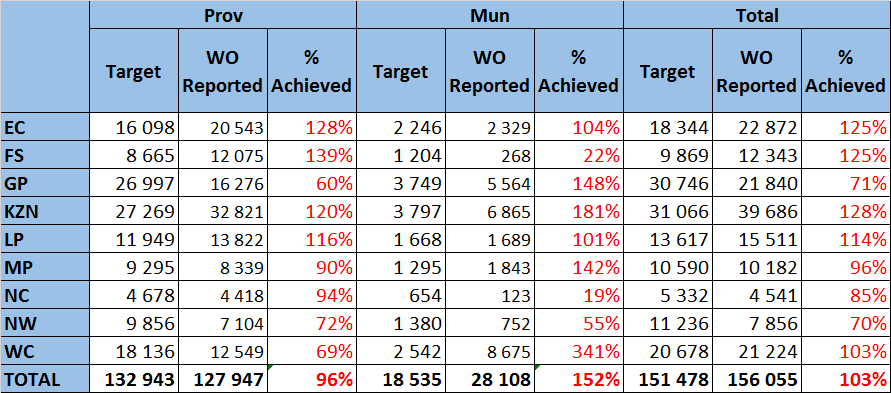 Prov Mun Total
Target WO Reported % Achieved Target WO Reported % Achieved Target WO Reported % Achieved
EC 16 098 20 543 128% 2 246 2 329 104% 18 344 22 872 125%
FS 8 665 12 075 139% 1 204 268 22% 9 869 12 343 125%
GP 26 997 16 276 60% 3 749 5 564 148% 30 746 21 840 71%
KZN 27 269 32 821 120% 3 797 6 865 181% 31 066 39 686 128%
LP 11 949 13 822 116% 1 668 1 689 101% 13 617 15 511 114%
MP 9 295 8 339 90% 1 295 1 843 142% 10 590 10 182 96%
NC 4 678 4 418 94% 654 123 19% 5 332 4 541 85%
NW 9 856 7 104 72% 1 380 752 55% 11 236 7 856 70%
WC 18 136 12 549 69% 2 542 8 675 341% 20 678 21 224 103%
TOTAL 132 943 127 947 96% 18 535 28 108 152% 151 478 156 055 103%